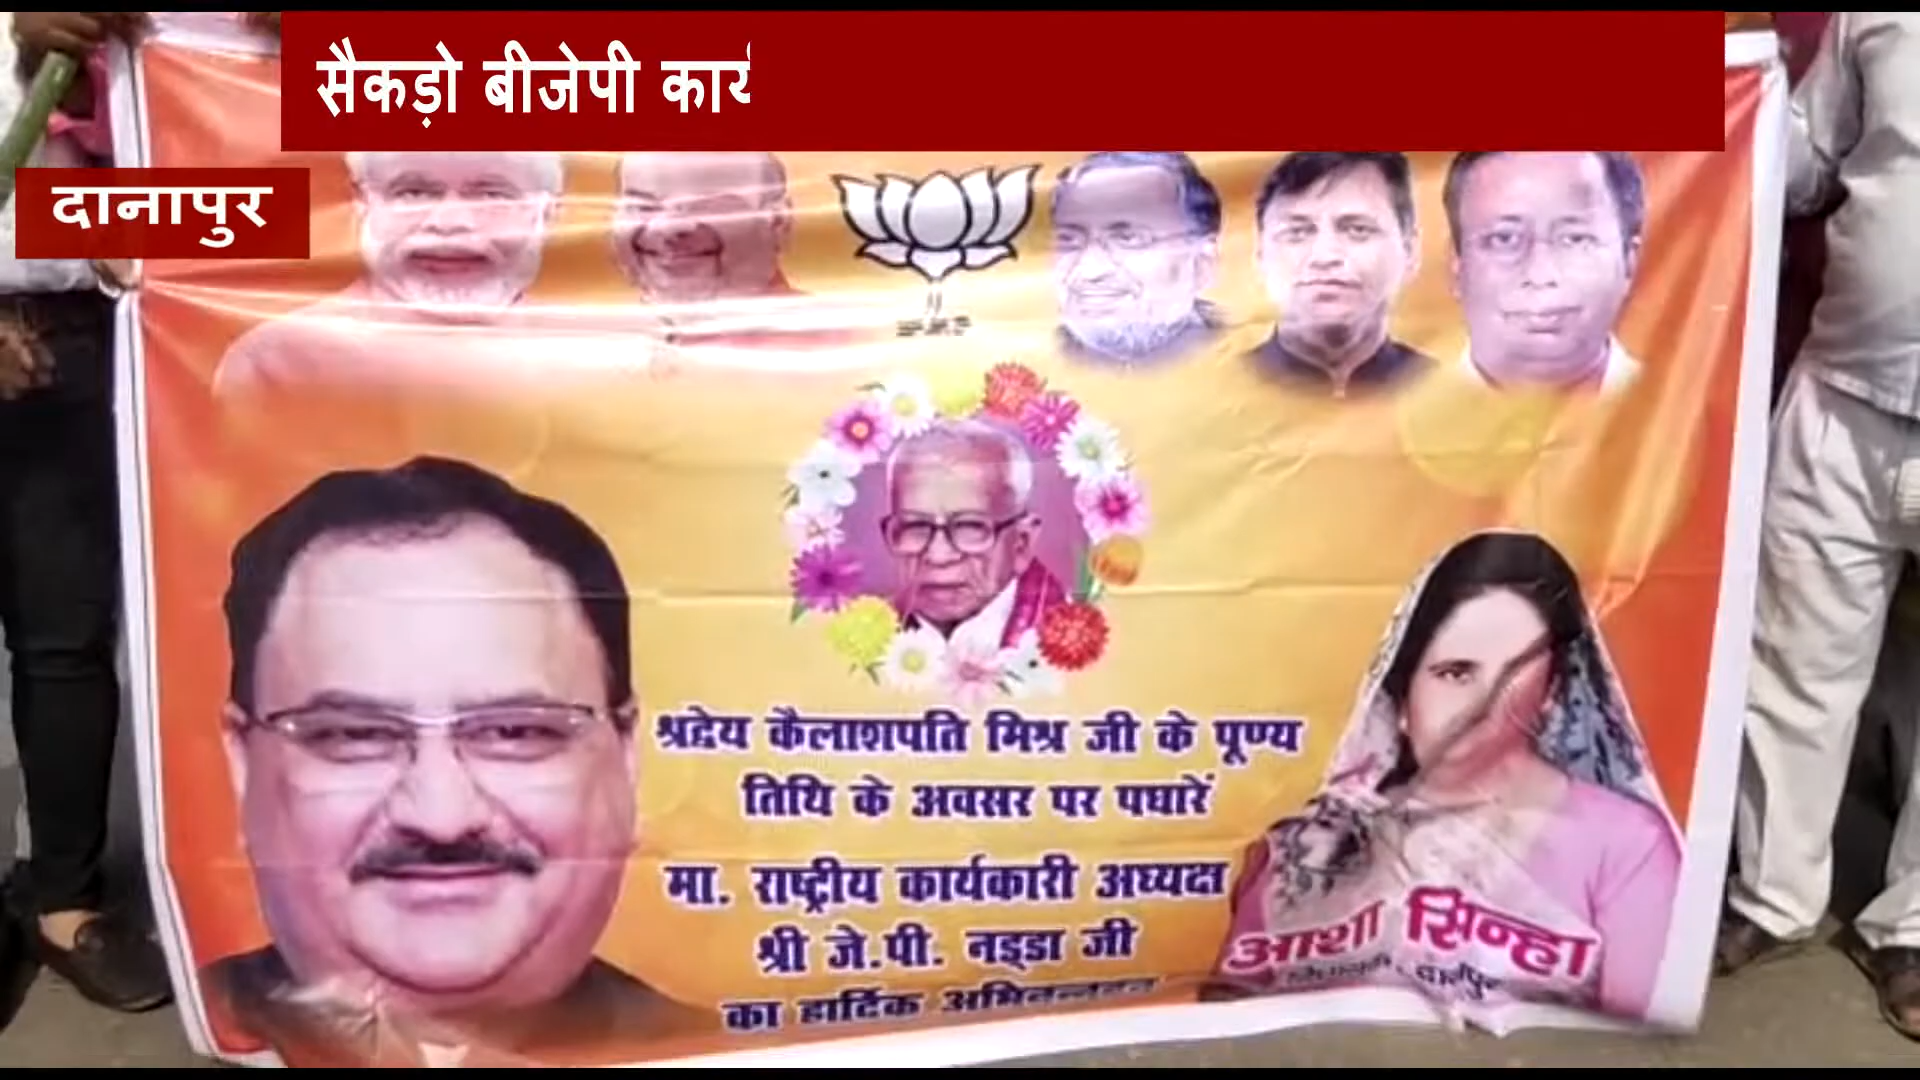 सैकड़ो बीजेपी कार्य
दानापुर
श्रद्वेय कैलाशपति मिश्र जी के पूण्य
तिथि के अवसर पर पधारें
मा. राष्ट्रीय कार्यकारी अध्यक्ष
श्री जे.पी. नड्डा जी
का हार्दिक अभिनन्दन
आशा सिन्हा
दानापुर